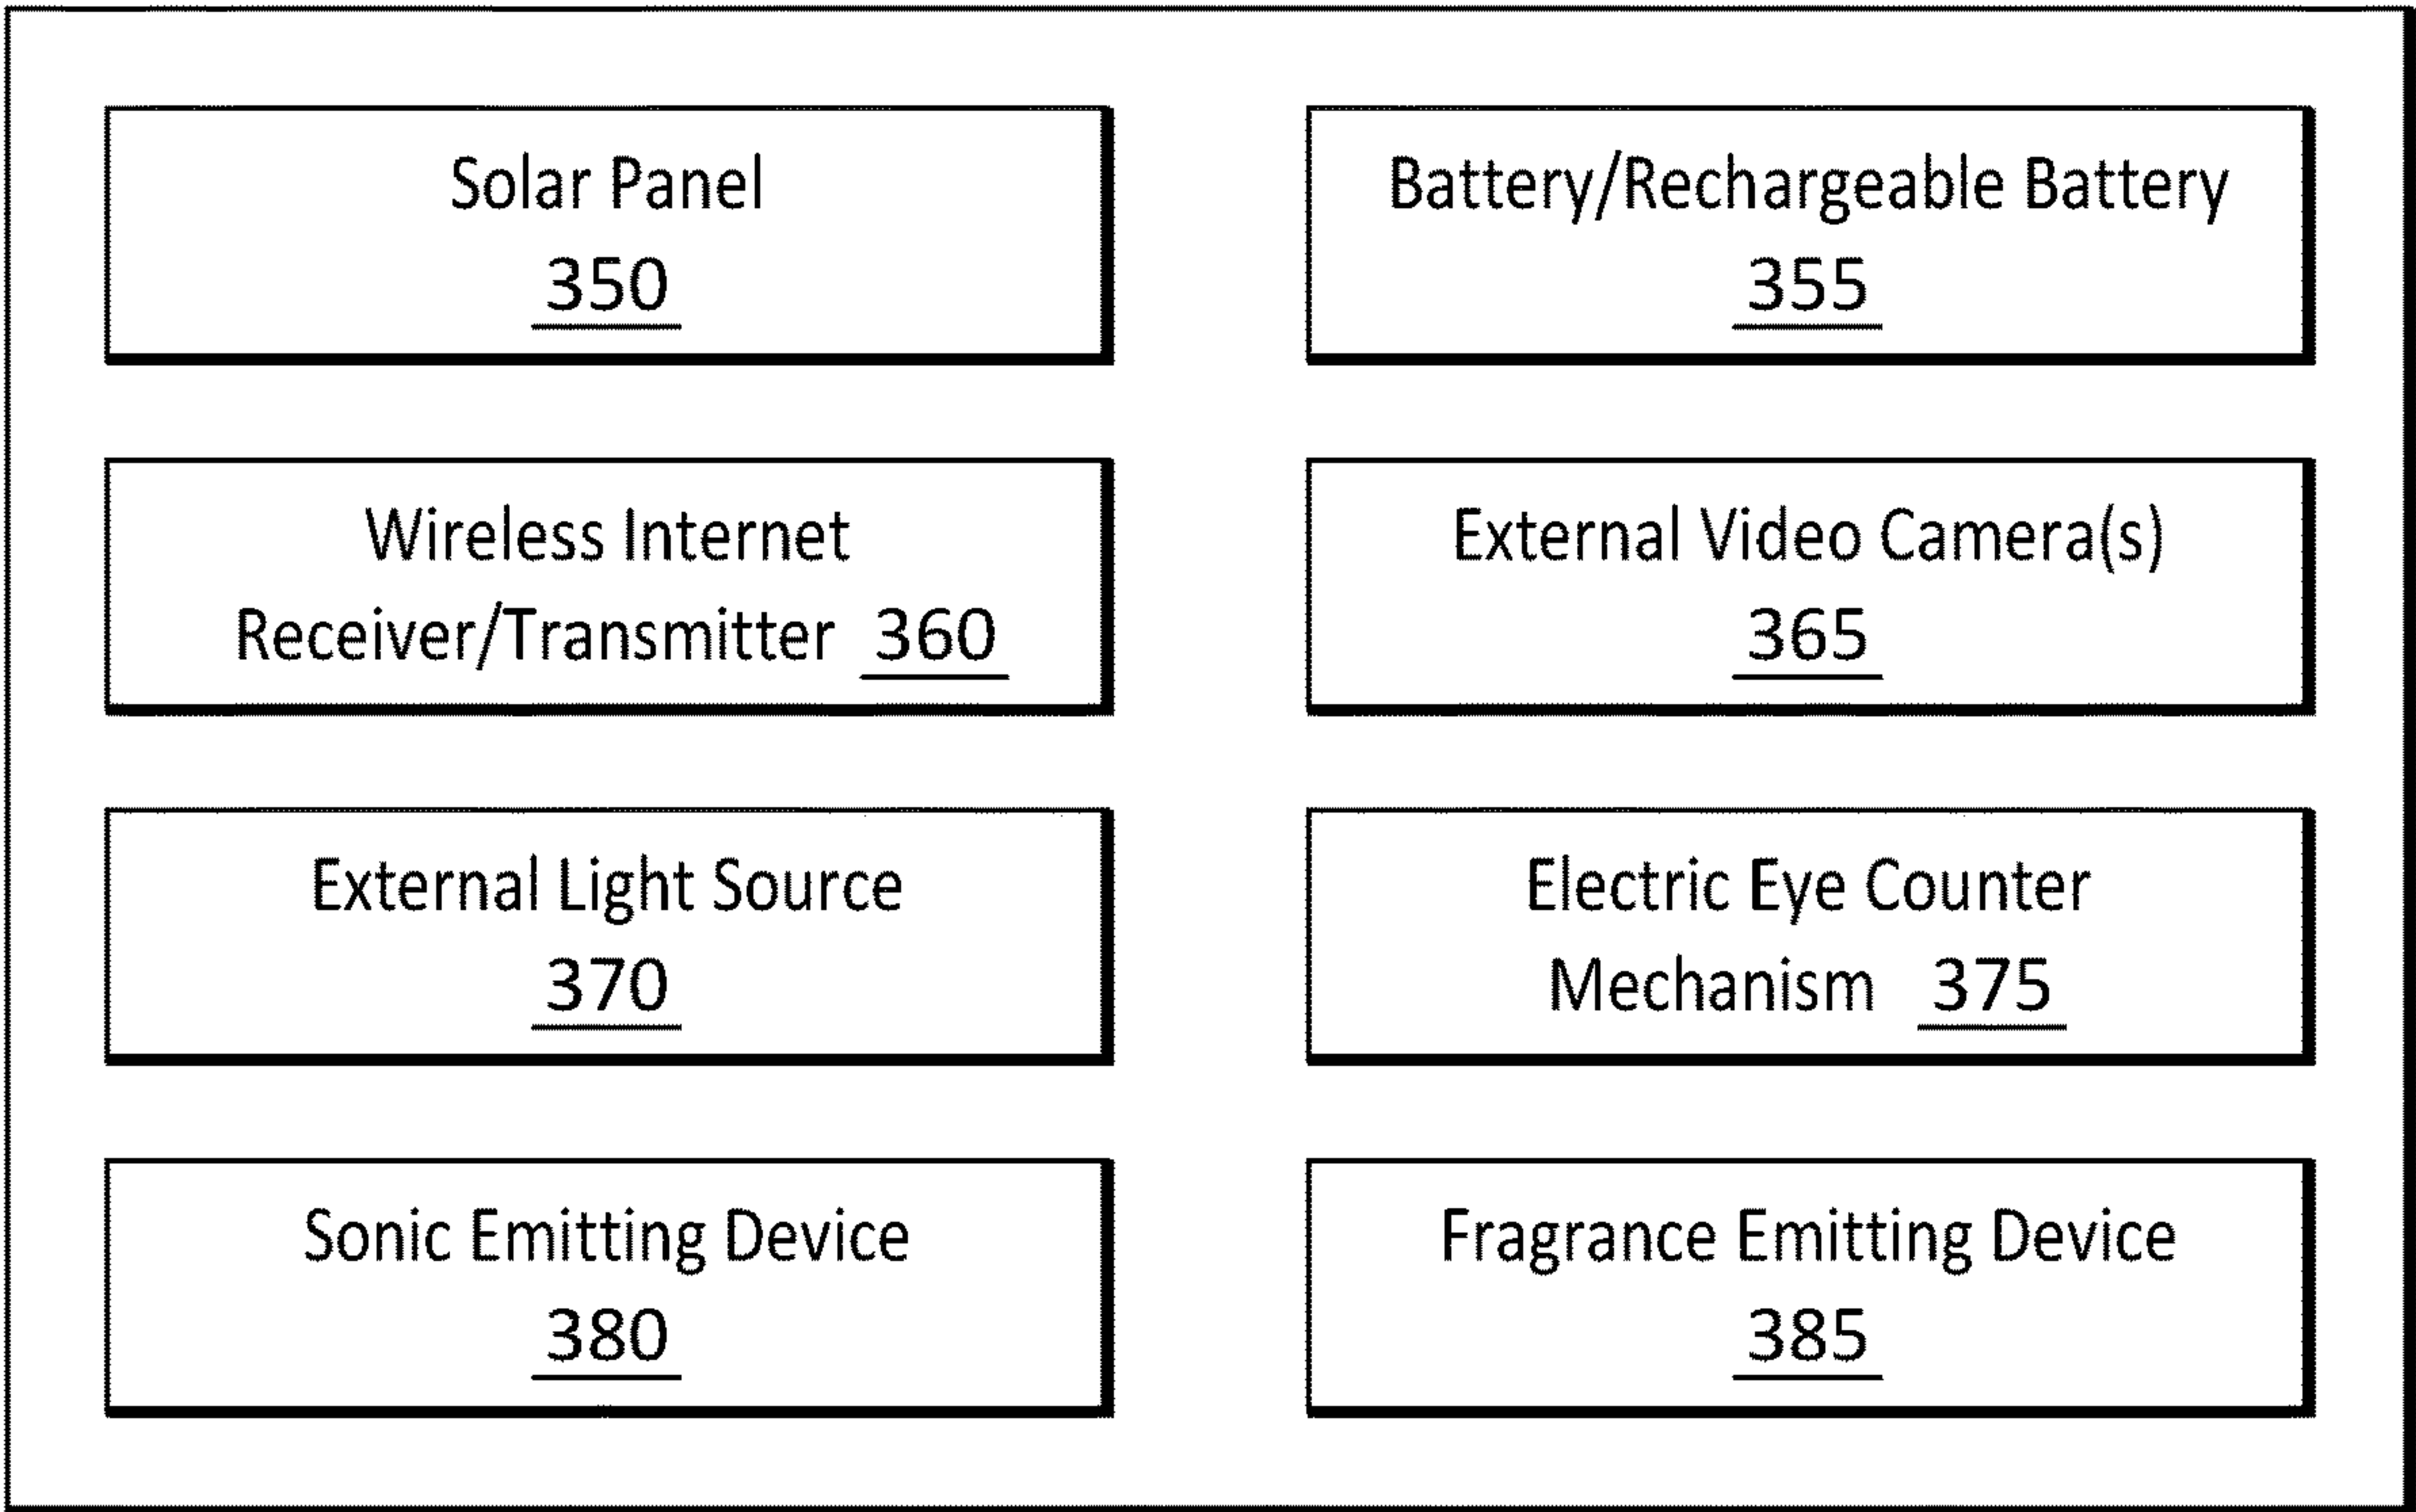 Solar Panel
350
Battery/Rechargeable Battery
355
Wireless Internet
Receiver/Transmitter 360
External Video Camera(s)
365
External Light Source
370
Electric Eye Counter
Mechanism 375
Sonic Emitting Device
380
Fragrance Emitting Device
385